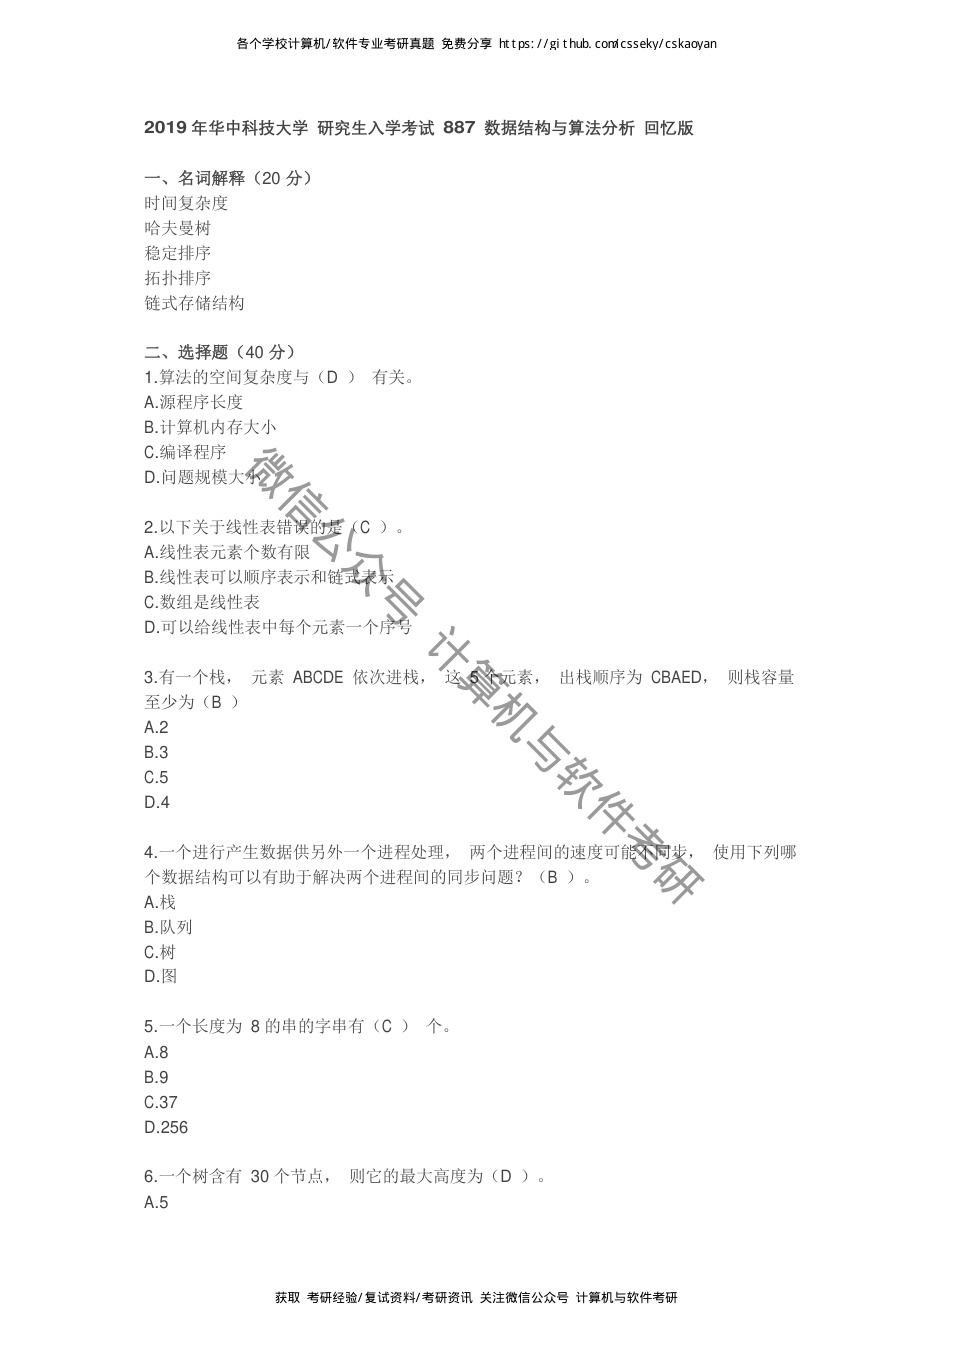 各个学校计算机/软件专业考研真题 免费分享 https://github.com/csseky/cskaoyan
2019 年华中科技大学 研究生入学考试 887 数据结构与算法分析 回忆版
一、名词解释（20 分）
时间复杂度
哈夫曼树
稳定排序
拓扑排序
链式存储结构
二、选择题（40 分）
1.算法的空间复杂度与（D ） 有关。
A.源程序长度
B.计算机内存大小
C.编译程序
D.问题规模大小
2.以下关于线性表错误的是（C ）。
A.线性表元素个数有限
B.线性表可以顺序表示和链式表示
C.数组是线性表
D.可以给线性表中每个元素一个序号
3.有一个栈， 元素 ABCDE 依次进栈， 这 5 个元素， 出栈顺序为 CBAED， 则栈容量
至少为（B ）
A.2
B.3
C.5
D.4
4.一个进行产生数据供另外一个进程处理， 两个进程间的速度可能不同步， 使用下列哪
个数据结构可以有助于解决两个进程间的同步问题？（B ）。
A.栈
B.队列
C.树
D.图
5.一个长度为 8 的串的字串有（C ） 个。
A.8
B.9
C.37
D.256
6.一个树含有 30 个节点， 则它的最大高度为（D ）。
A.5
微信公众号 计算机与软件考研
获取 考研经验/复试资料/考研资讯 关注微信公众号 计算机与软件考研